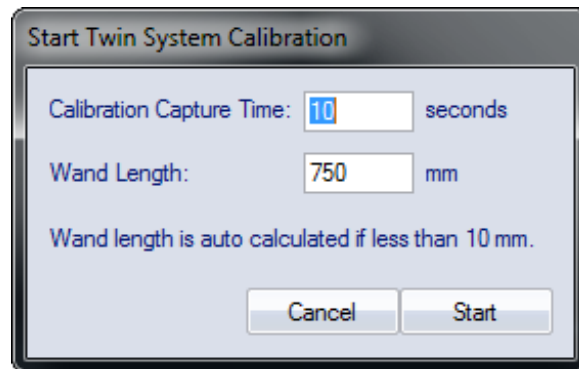 Start Twin System Calibration
Calibration Capture Time: 10 seconds
Wand Length: 750 mm
Wand length is auto calculated if less than 10 mm.
Cancel Start